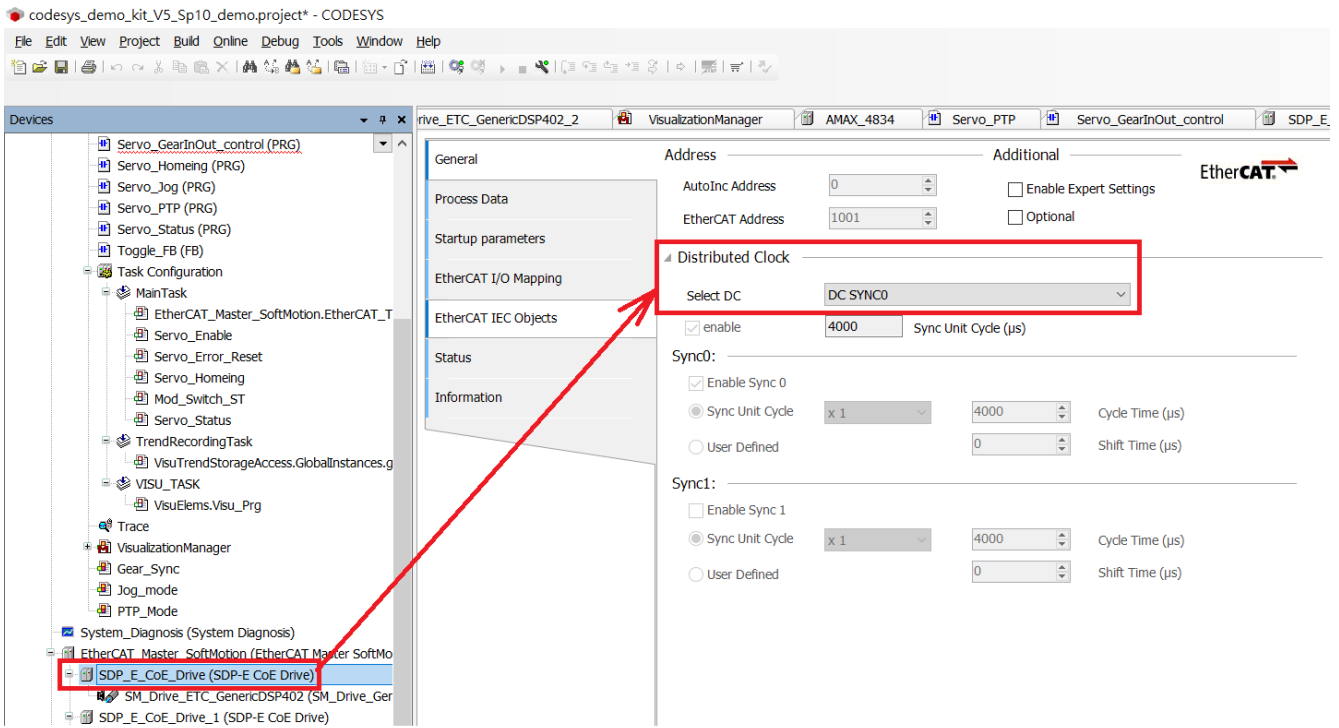 codesys_demo_kit_V5_Sp10_demo.project* - CODESYS
File Edit View Project Build Online Debug Tools Window Help
Devices
rive_ETC_GenericDSP402_2 VisualizationManager AMAX_4834 Servo_PTP Servo_GearInOut_control SDP_E_
Servo_GearInOut_control (PRG)
Servo_Homeing (PRG)
Servo_Jog (PRG)
Servo_PTP (PRG)
Servo_Status (PRG)
Toggle_FB (FB)
Task Configuration
MainTask
EtherCAT_Master_SoftMotion.EtherCAT_T
Servo_Enable
Servo_Error_Reset
Servo_Homeing
Mod_Switch_ST
Servo_Status
TrendRecordingTask
VisuTrendStorageAccess.GlobalInstances.g
VISU_TASK
VisuElems.Visu_Prg
Trace
VisualizationManager
Gear_Sync
Jog_mode
PTP_Mode
System_Diagnosis (System Diagnosis)
EtherCAT_Master_SoftMotion (EtherCAT Master SoftMo
SDP_E_CoE_Drive (SDP-E CoE Drive)
SM_Drive_ETC_GenericDSP402 (SM_Drive_Ger
SDP_E_CoE_Drive_1 (SDP-E CoE Drive)
General
Process Data
Startup parameters
EtherCAT I/O Mapping
EtherCAT IEC Objects
Status
Information
Address Additional
AutoInc Address 0 Enable Expert Settings
EtherCAT Address 1001 Optional
EtherCAT
Distributed Clock
Select DC DC SYNC0
enable 4000 Sync Unit Cycle (µs)
Sync0:
Enable Sync 0
Sync Unit Cycle x 1 4000 Cycle Time (µs)
User Defined 0 Shift Time (µs)
Sync1:
Enable Sync 1
Sync Unit Cycle x 1 4000 Cycle Time (µs)
User Defined 0 Shift Time (µs)